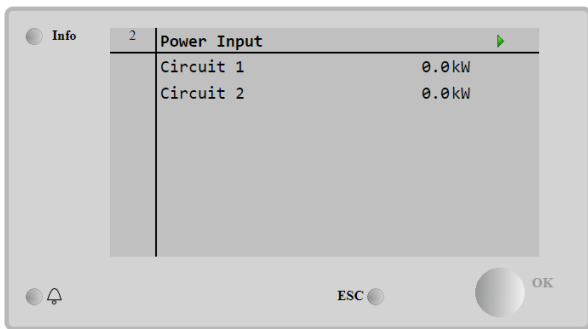 Info
2 Power Input
Circuit 1 0.0kW
Circuit 2 0.0kW
ESC
OK